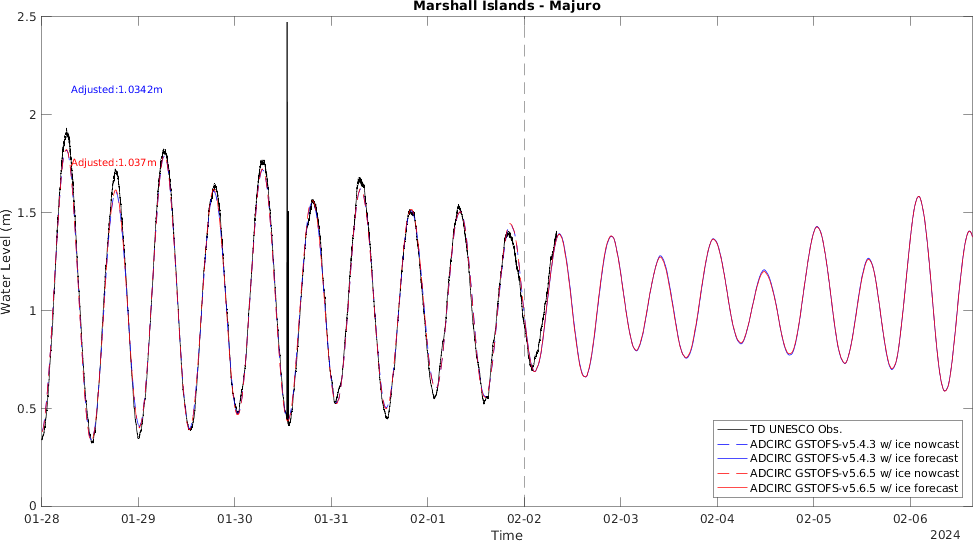 Marshall Islands - Majuro
2.5
2
1.5
1
0.5
0
Water Level (m)
Adjusted:1.0342m
Adjusted:1.037m
TD UNESCO Obs.
ADCIRC GSTOFS-v5.4.3 w/ ice nowcast
ADCIRC GSTOFS-v5.4.3 w/ ice forecast
ADCIRC GSTOFS-v5.6.5 w/ ice nowcast
ADCIRC GSTOFS-v5.6.5 w/ ice forecast
01-28 01-29 01-30 01-31 02-01 02-02 02-03 02-04 02-05 02-06
Time
2024